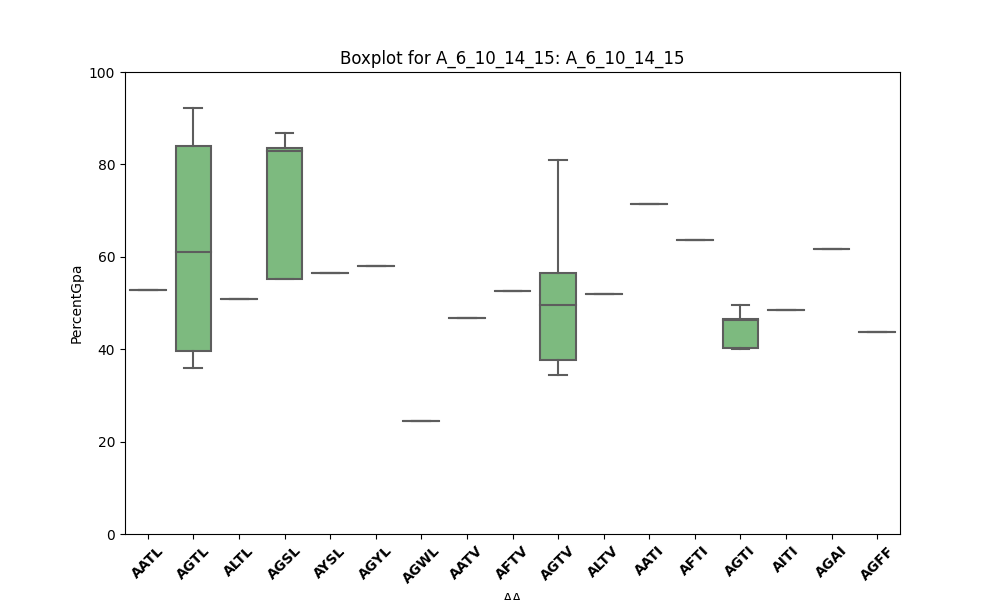 Boxplot for A_6_10_14_15: A_6_10_14_15
100
80
60
40
20
0
PercentGpa
AATL AGTL ALTL AGSL AYSL AGYL AGWL AATV AFTV AGTV ALTV AATI AFTI AGTI AITI AGAI AGFF
AA